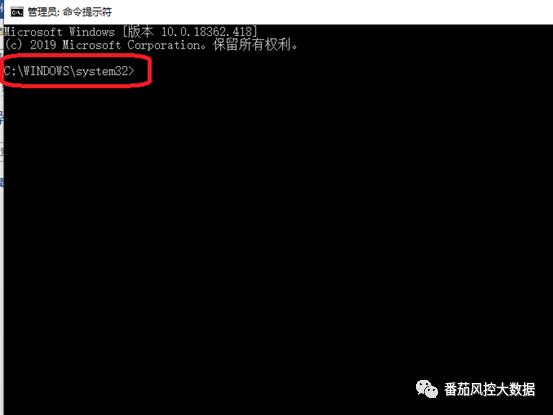 管理员: 命令提示符
Microsoft Windows [版本 10.0.18362.418]
(c) 2019 Microsoft Corporation。保留所有权利。
C:\WINDOWS\system32>
番茄风控大数据